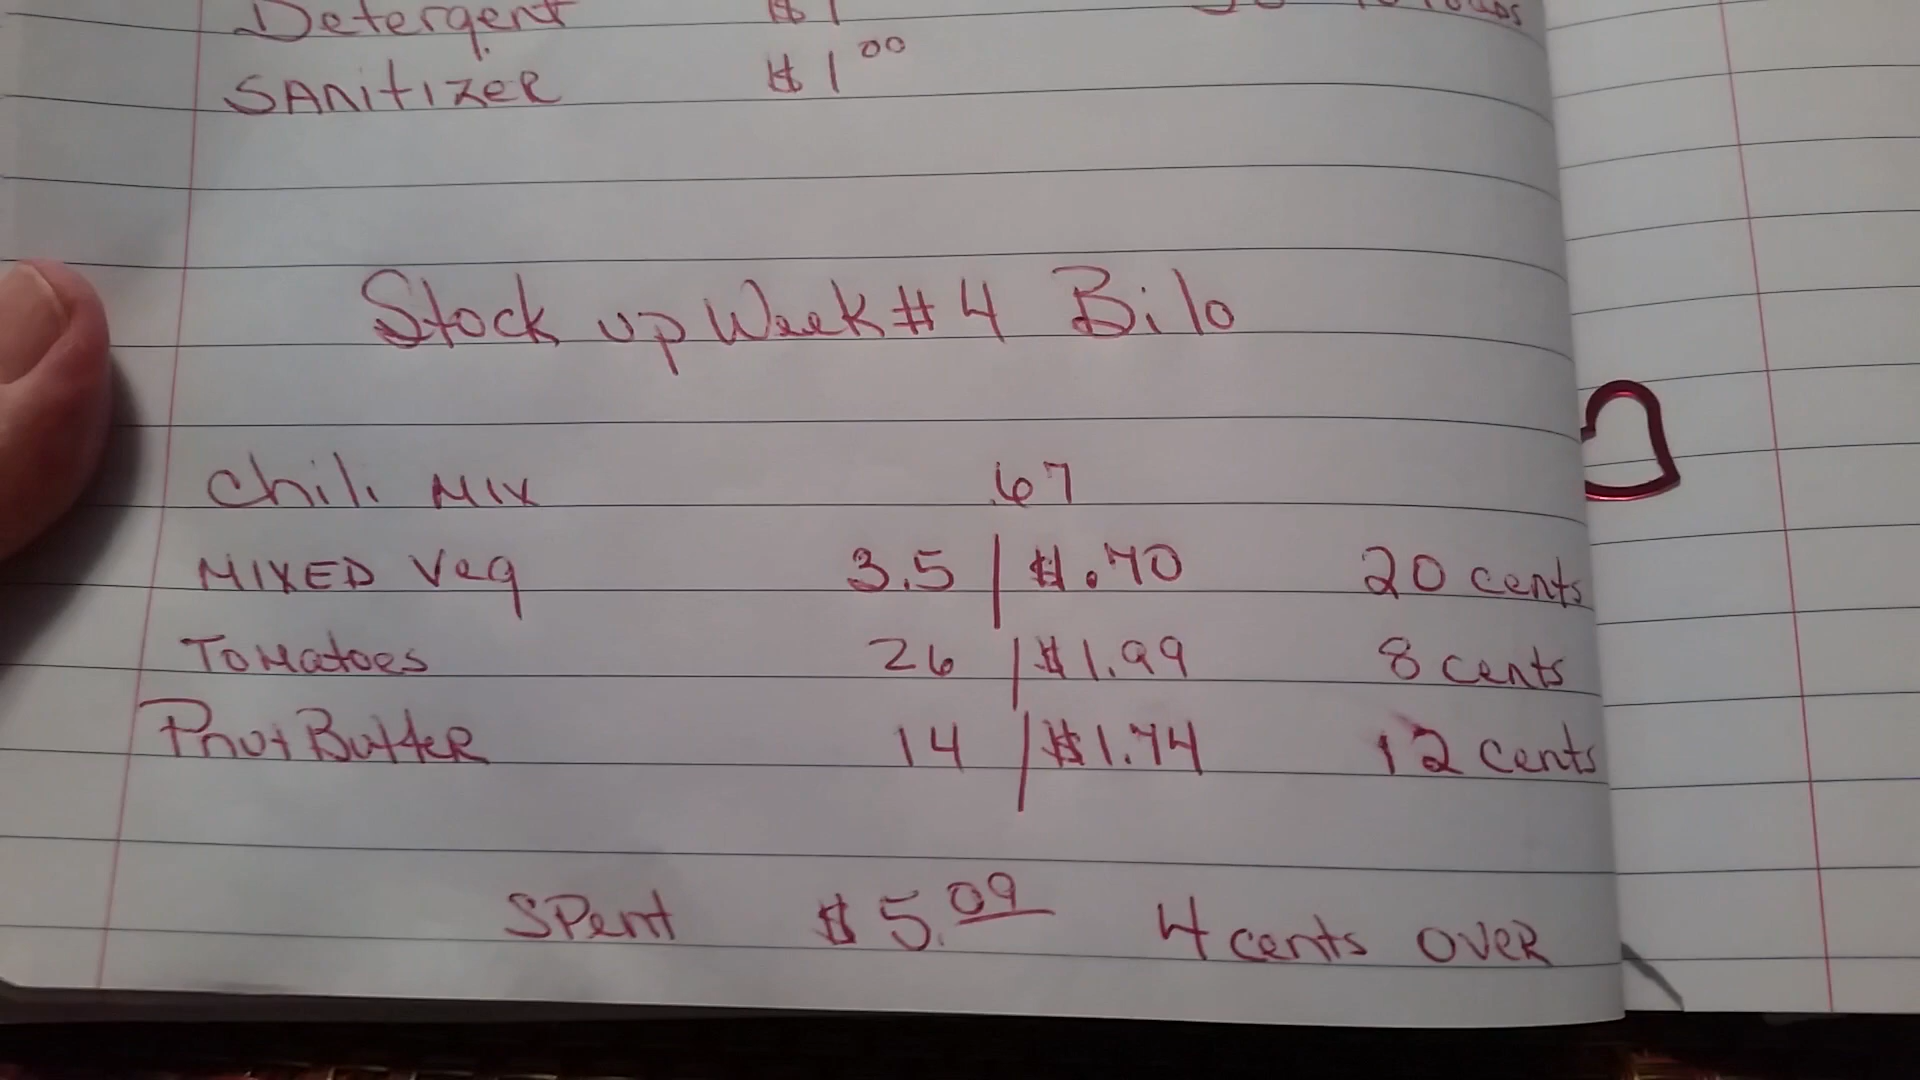 Detergent $1
SANitizeR $1 00
Stock up Week #4 Bilo
Chili Mix .67
MIXED Veg 3.5 | $.70 20 cents
Tomatoes 26 | $1.99 8 cents
Pnut Butter 14 | $1.74 12 cents
SPent $5.09 4 cents over